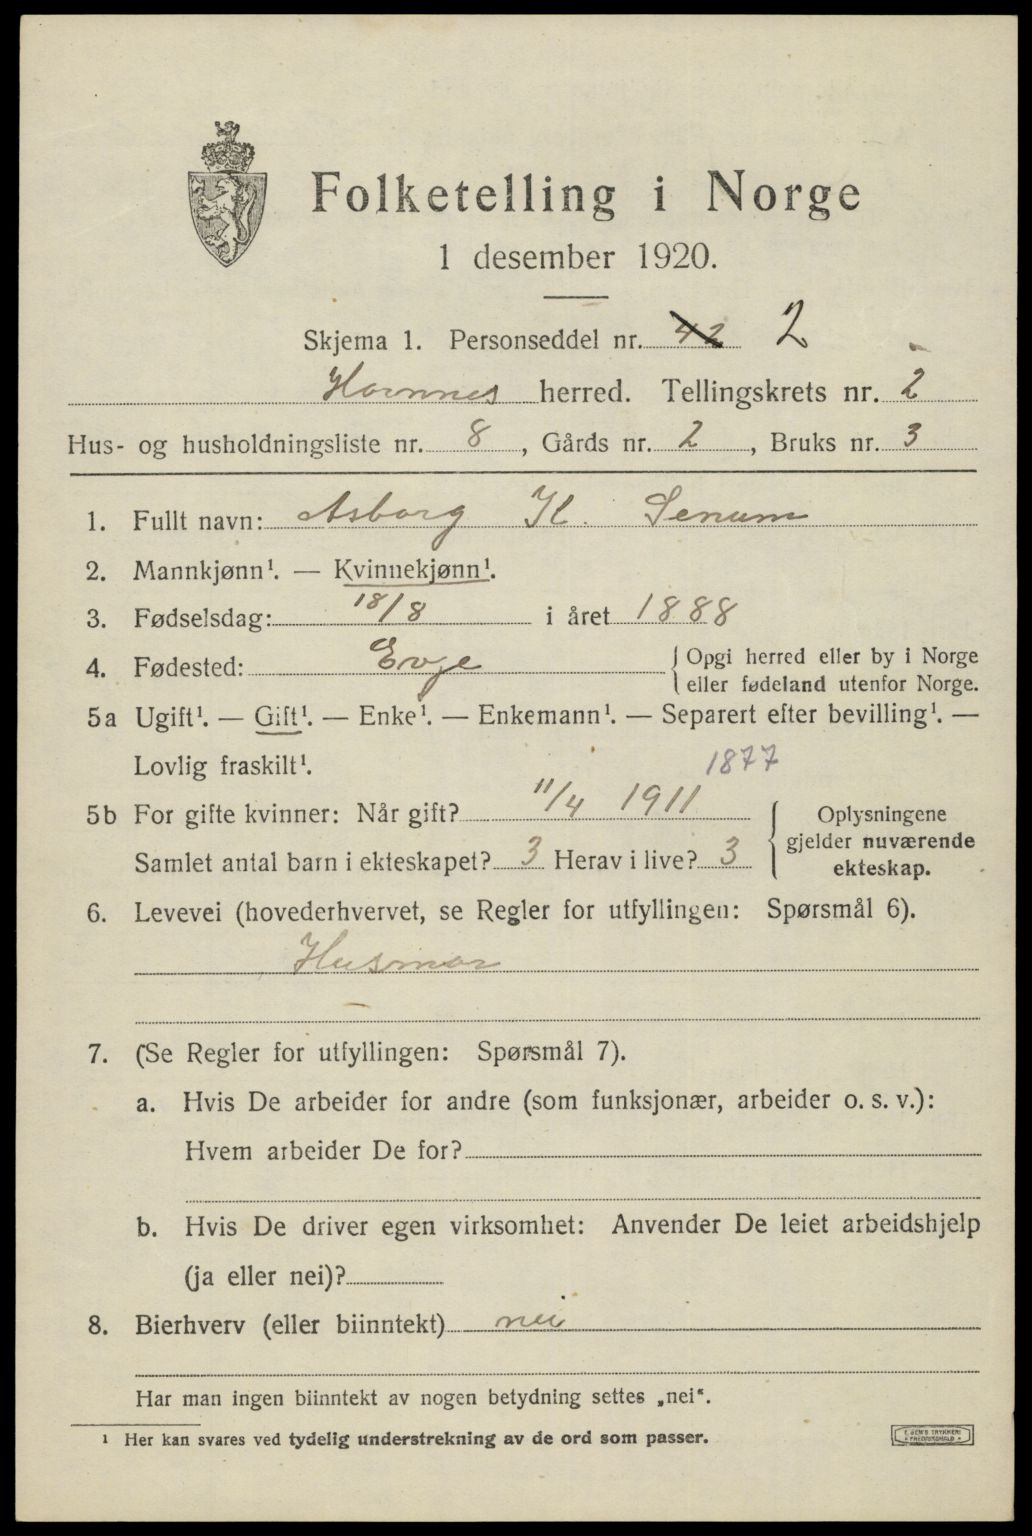 Folketelling i Norge
1 desember 1920.
Skjema 1. Personseddel nr. 42 2
Hornnes herred. Tellingskrets nr. 2
Hus- og husholdningsliste nr. 8, Gårds nr. 2, Bruks nr. 3
1. Fullt navn: Asborg K. Senum
2. Mannkjønn¹. — Kvinnekjønn¹.
3. Fødselsdag: 18/8 i året 1888
4. Fødested: Evje { Opgi herred eller by i Norge
eller fødeland utenfor Norge.
5a Ugift¹. — Gift¹. — Enke¹. — Enkemann¹. — Separert efter bevilling¹. —
Lovlig fraskilt¹.
1877
5b For gifte kvinner: Når gift? 11/4 1911
Samlet antal barn i ekteskapet? 3 Herav i live? 3
{ Oplysningene
gjelder nuværende
ekteskap.
6. Levevei (hovederhvervet, se Regler for utfyllingen: Spørsmål 6).
Husmor
7. (Se Regler for utfyllingen: Spørsmål 7).
a. Hvis De arbeider for andre (som funksjonær, arbeider o. s. v.):
Hvem arbeider De for?
b. Hvis De driver egen virksomhet: Anvender De leiet arbeidshjelp
(ja eller nei)?
8. Bierhverv (eller biinntekt) nei
Har man ingen biinntekt av nogen betydning settes „nei".
¹ Her kan svares ved tydelig understrekning av de ord som passer.